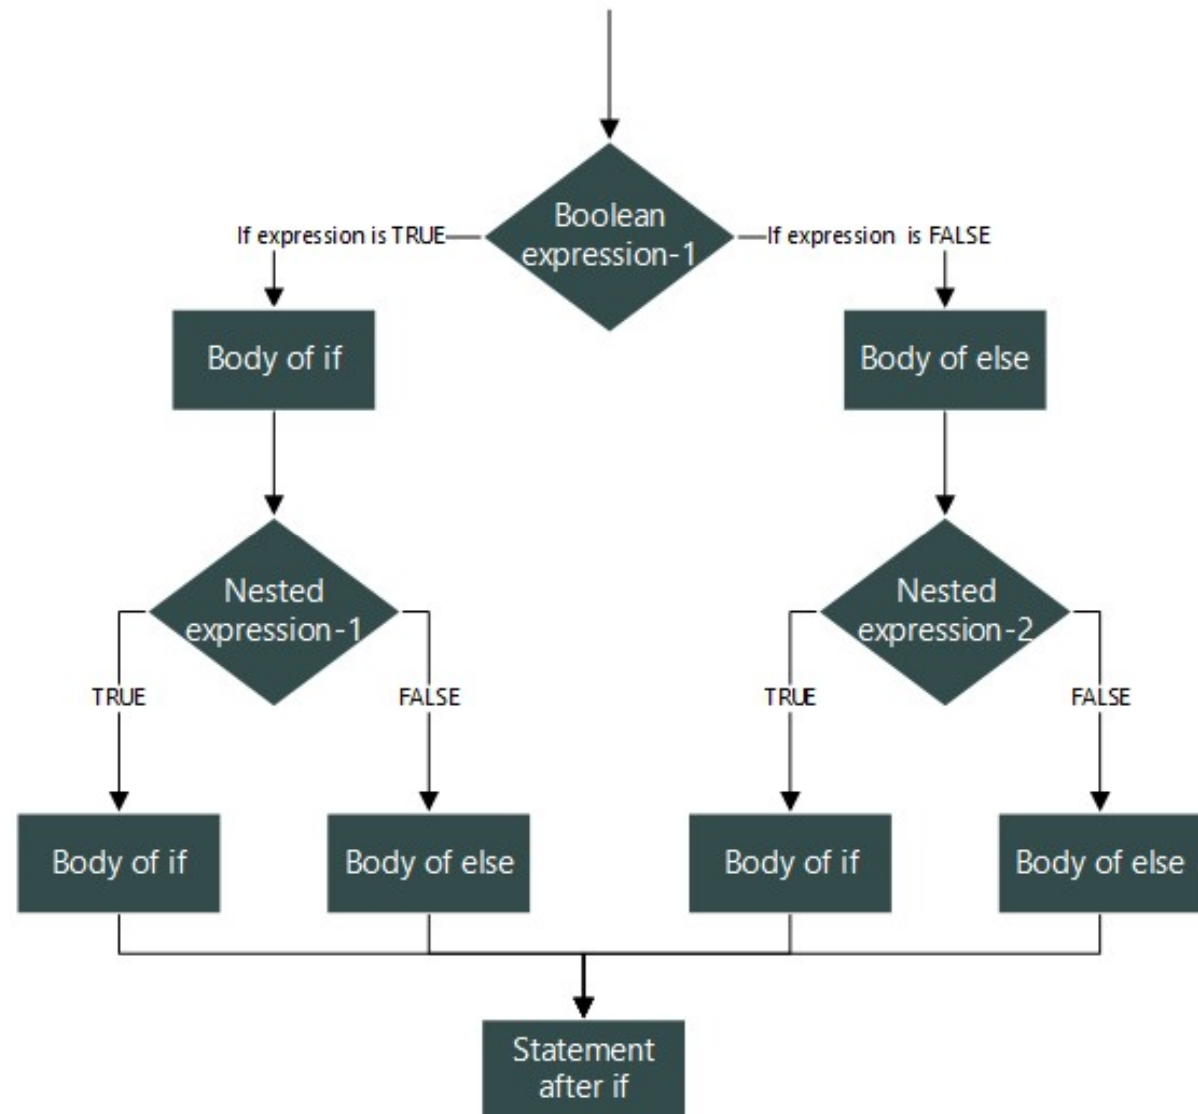 Boolean
expression-1
If expression is TRUE
If expression is FALSE
Body of if
Body of else
Nested
expression-1
Nested
expression-2
TRUE
FALSE
TRUE
FALSE
Body of if
Body of else
Body of if
Body of else
Statement
after if